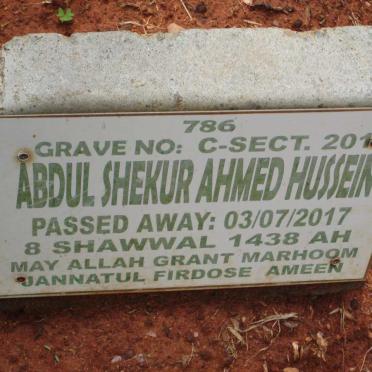 786
GRAVE NO: C-SECT. 201
ABDUL SHEKUR AHMED HUSSEIN
PASSED AWAY: 03/07/2017
8 SHAWWAL 1438 AH
MAY ALLAH GRANT MARHOOM
JANNATUL FIRDOSE AMEEN